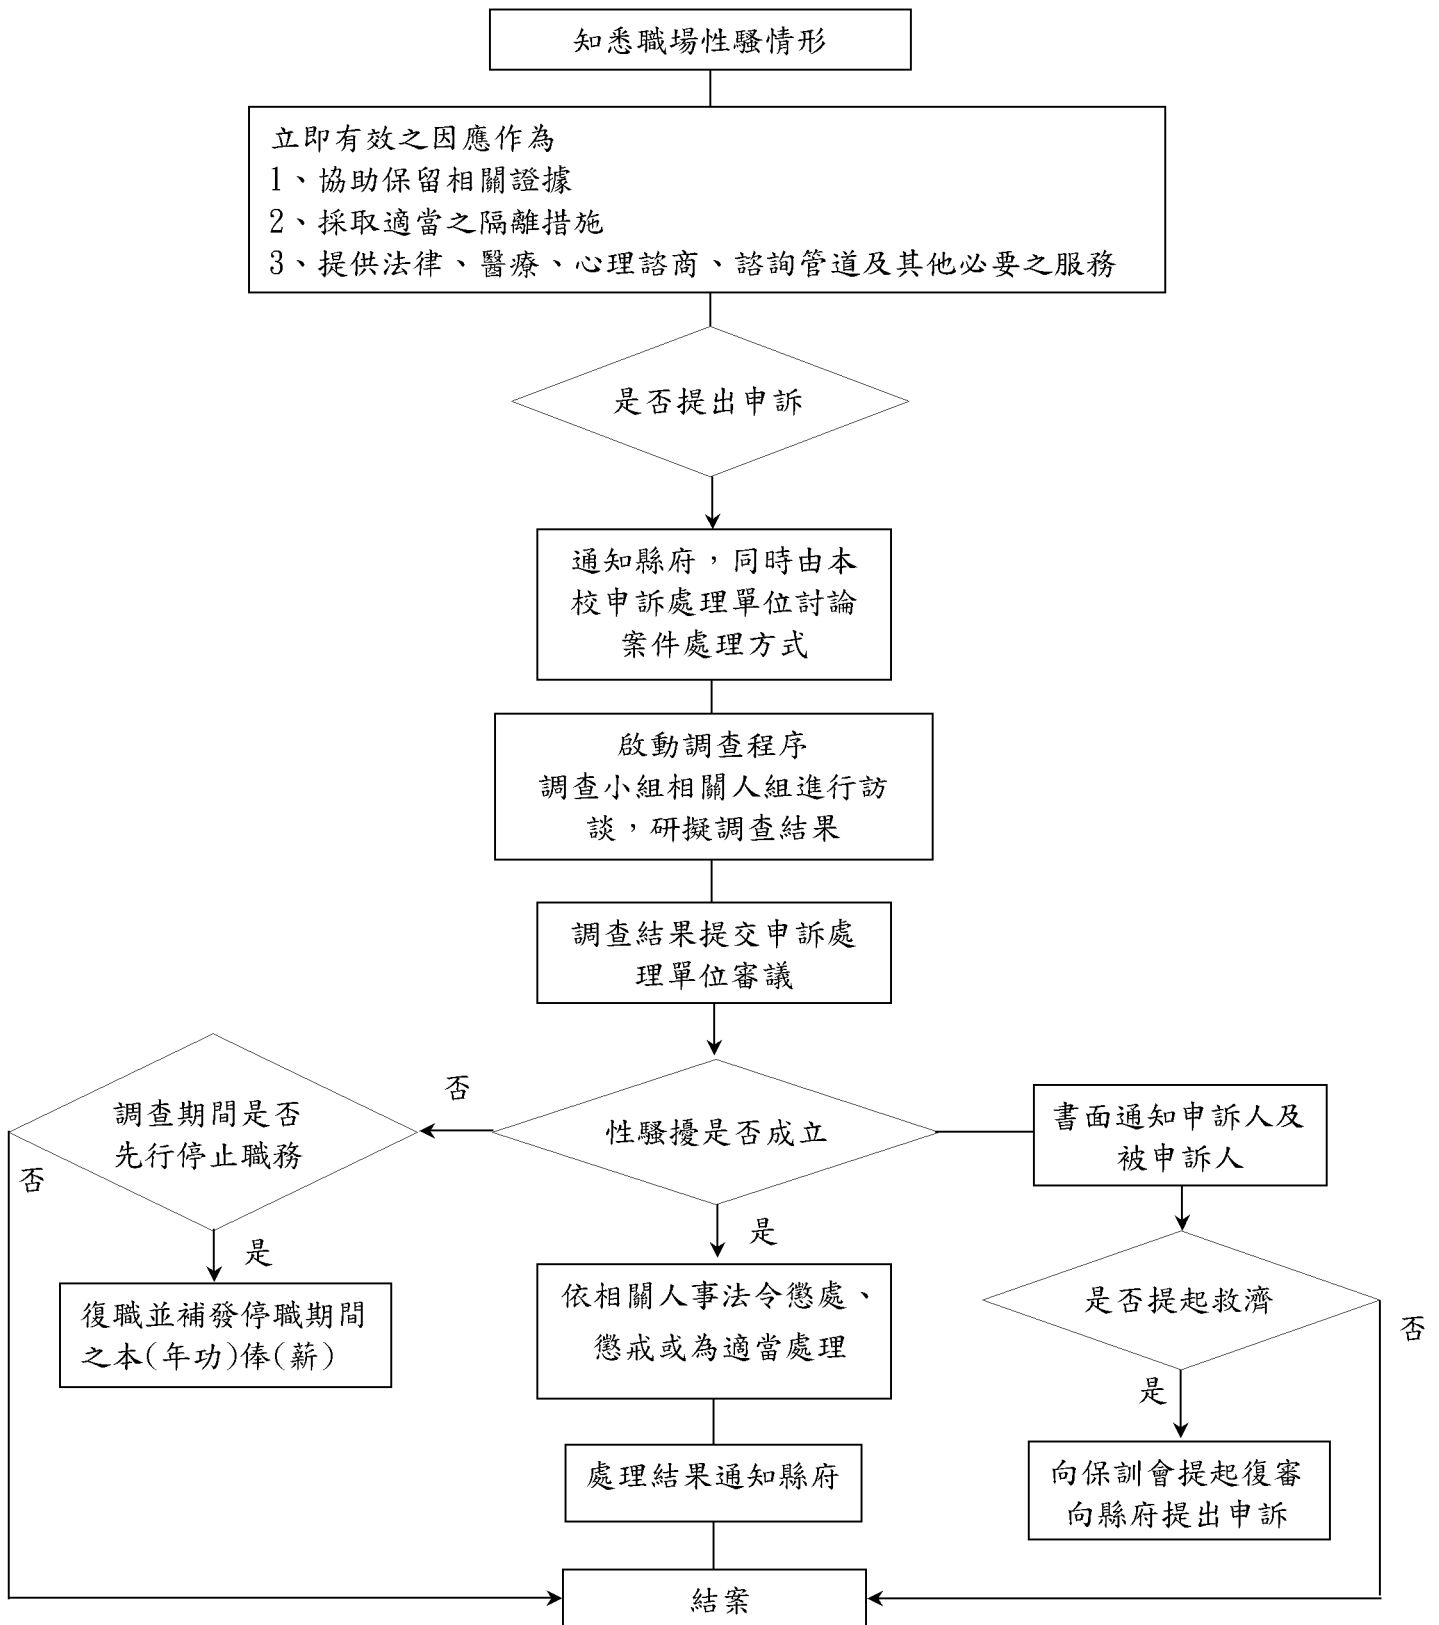 知悉職場性騷情形
立即有效之因應作為
1、協助保留相關證據
2、採取適當之隔離措施
3、提供法律、醫療、心理諮商、諮詢管道及其他必要之服務
是否提出申訴
通知縣府，同時由本
校申訴處理單位討論
案件處理方式
啟動調查程序
調查小組相關人組進行訪
談，研擬調查結果
調查結果提交申訴處
理單位審議
性騷擾是否成立
否
調查期間是否
先行停止職務
否
是
復職並補發停職期間
之本(年功)俸(薪)
是
依相關人事法令懲處、
懲戒或為適當處理
處理結果通知縣府
書面通知申訴人及
被申訴人
是否提起救濟
否
是
向保訓會提起復審
向縣府提出申訴
結案